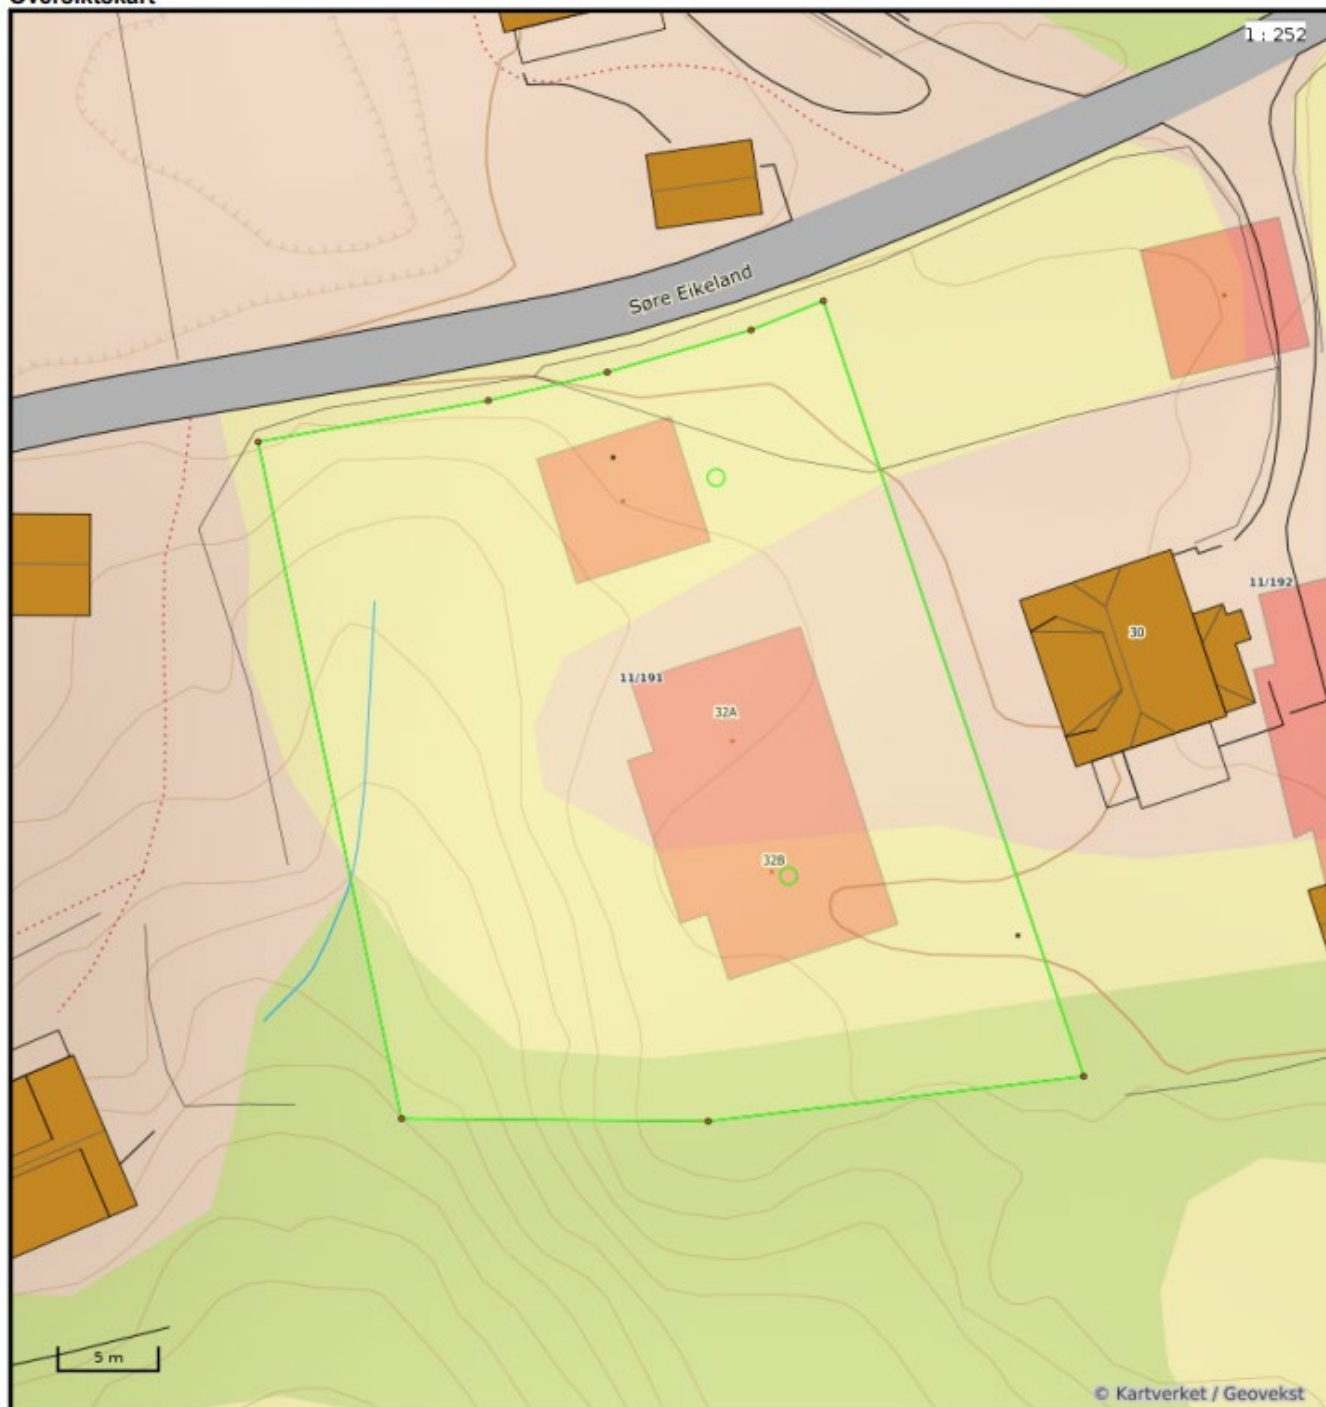 Oversiktskart
1 : 252
Søre Eikeland
11/192
30
11/191
32A
32B
5 m
© Kartverket / Geovekst